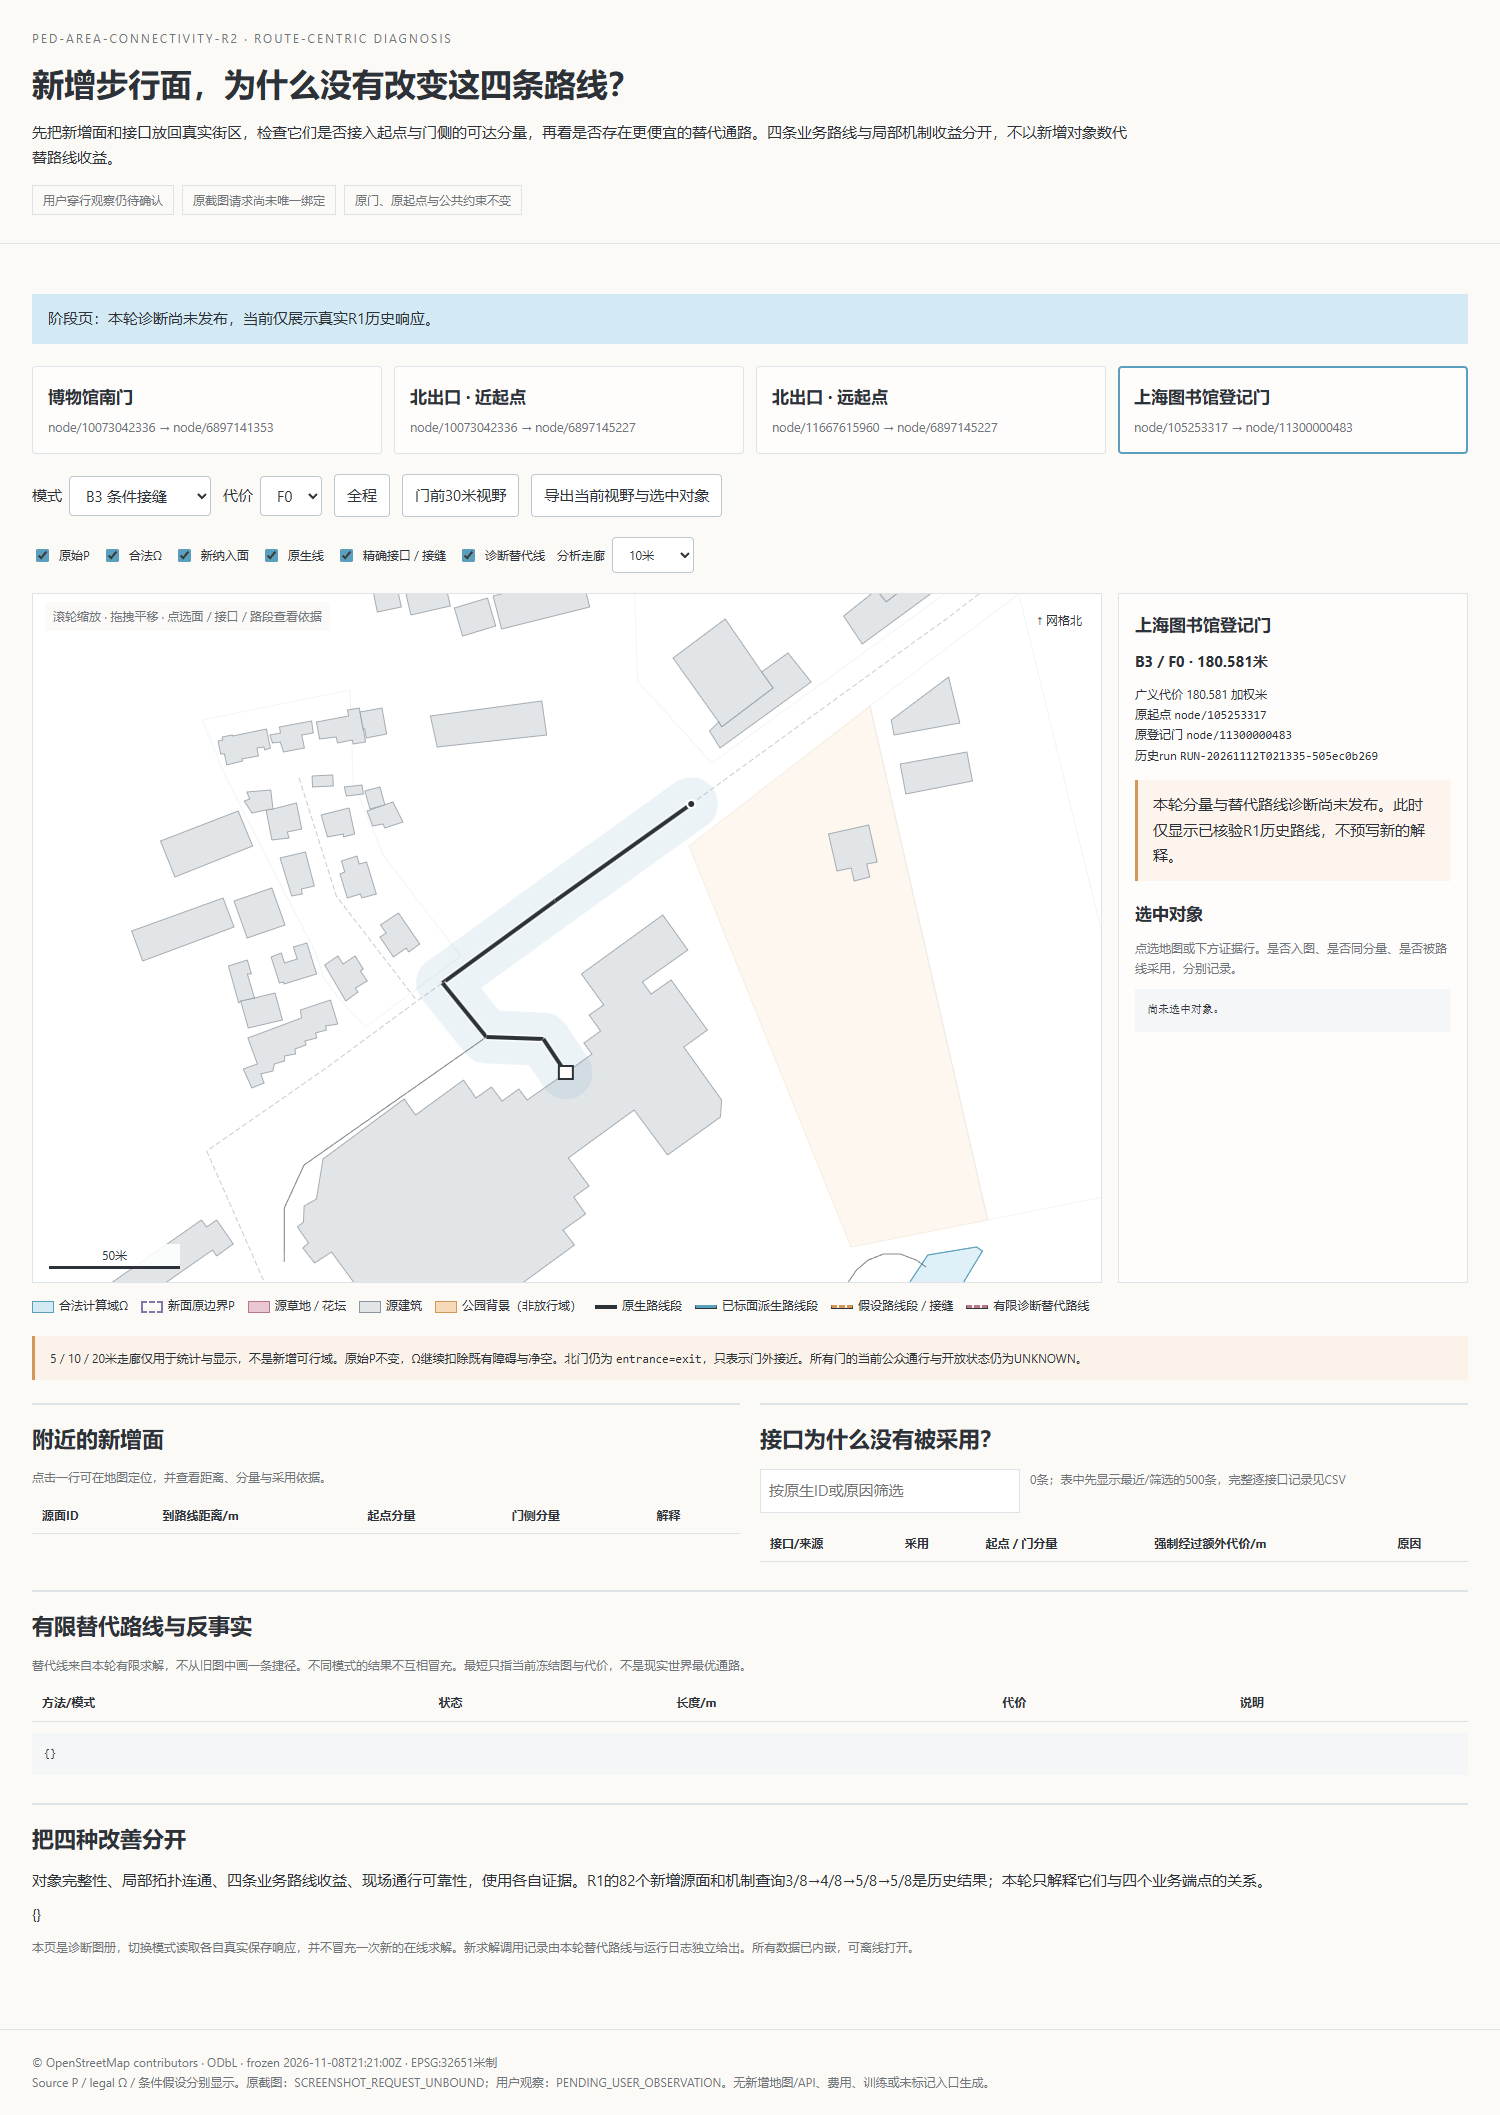 PED-AREA-CONNECTIVITY-R2 · ROUTE-CENTRIC DIAGNOSIS
新增步行面，为什么没有改变这四条路线？
先把新增面和接口放回真实街区，检查它们是否接入起点与门侧的可达分量，再看是否存在更便宜的替代通路。四条业务路线与局部机制收益分开，不以新增对象数代
替路线收益。
用户穿行观察仍待确认
原截图请求尚未唯一绑定
原门、原起点与公共约束不变
阶段页：本轮诊断尚未发布，当前仅展示真实R1历史响应。
博物馆南门
node/10073042336 → node/6897141353
北出口 · 近起点
node/10073042336 → node/6897145227
北出口 · 远起点
node/11667615960 → node/6897145227
上海图书馆登记门
node/105253317 → node/11300000483
模式 B3 条件接缝 代价 F0 全程 门前30米视野 导出当前视野与选中对象
原始P 合法Ω 新纳入面 原生线 精确接口 / 接缝 诊断替代线 分析走廊 10米
滚轮缩放 · 拖拽平移 · 点选面 / 接口 / 路段查看依据
↑ 网格北
50米
上海图书馆登记门
B3 / F0 · 180.581米
广义代价 180.581 加权米
原起点 node/105253317
原登记门 node/11300000483
历史run RUN-20261112T021335-505ec0b269
本轮分量与替代路线诊断尚未发布。此时
仅显示已核验R1历史路线，不预写新的解
释。
选中对象
点选地图或下方证据行。是否入图、是否同分量、是否被路
线采用，分别记录。
尚未选中对象。
合法计算域Ω 新面原边界P 源草地 / 花坛 源建筑 公园背景（非放行域） 原生路线段 已标面派生路线段 假设路线段 / 接缝 有限诊断替代路线
5 / 10 / 20米走廊仅用于统计与显示，不是新增可行域。原始P不变，Ω继续扣除既有障碍与净空。北门仍为 entrance=exit，只表示门外接近。所有门的当前公众通行与开放状态仍为UNKNOWN。
附近的新增面
点击一行可在地图定位，并查看距离、分量与采用依据。
源面ID 到路线距离/m 起点分量 门侧分量 解释
接口为什么没有被采用？
按原生ID或原因筛选
0条；表中先显示最近/筛选的500条，完整逐接口记录见CSV
接口/来源 采用 起点 / 门分量 强制经过额外代价/m 原因
有限替代路线与反事实
替代线来自本轮有限求解，不从旧图中画一条捷径。不同模式的结果不互相冒充。最短只指当前冻结图与代价，不是现实世界最优通路。
方法/模式 状态 长度/m 代价 说明
{}
把四种改善分开
对象完整性、局部拓扑连通、四条业务路线收益、现场通行可靠性，使用各自证据。R1的82个新增源面和机制查询3/8→4/8→5/8→5/8是历史结果；本轮只解释它们与四个业务端点的关系。
{}
本页是诊断图册，切换模式读取各自真实保存响应，并不冒充一次新的在线求解。新求解调用记录由本轮替代路线与运行日志独立给出。所有数据已内嵌，可离线打开。
© OpenStreetMap contributors · ODbL · frozen 2026-11-08T21:21:00Z · EPSG:32651米制
Source P / legal Ω / 条件假设分别显示。原截图：SCREENSHOT_REQUEST_UNBOUND；用户观察：PENDING_USER_OBSERVATION。无新增地图/API、费用、训练或未标记入口生成。